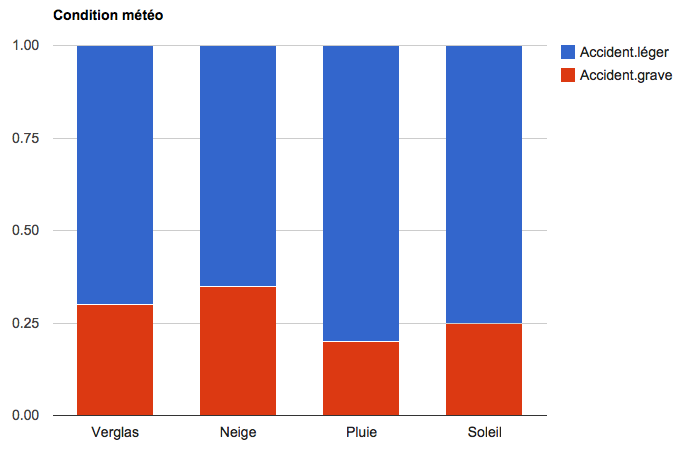 Condition météo
1.00
0.75
0.50
0.25
0.00
Verglas Neige Pluie Soleil
Accident.léger
Accident.grave